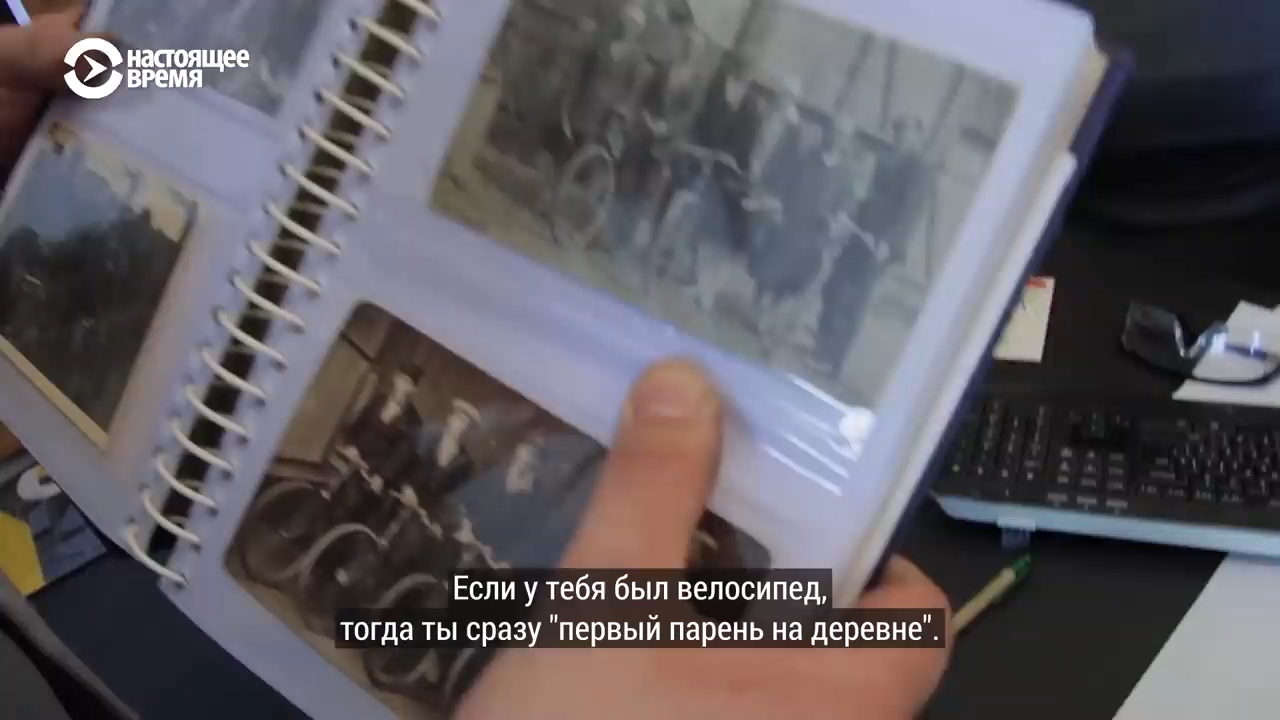 НАСТОЯЩЕЕ
ВРЕМЯ
Если у тебя был велосипед,
тогда ты сразу "первый парень на деревне".